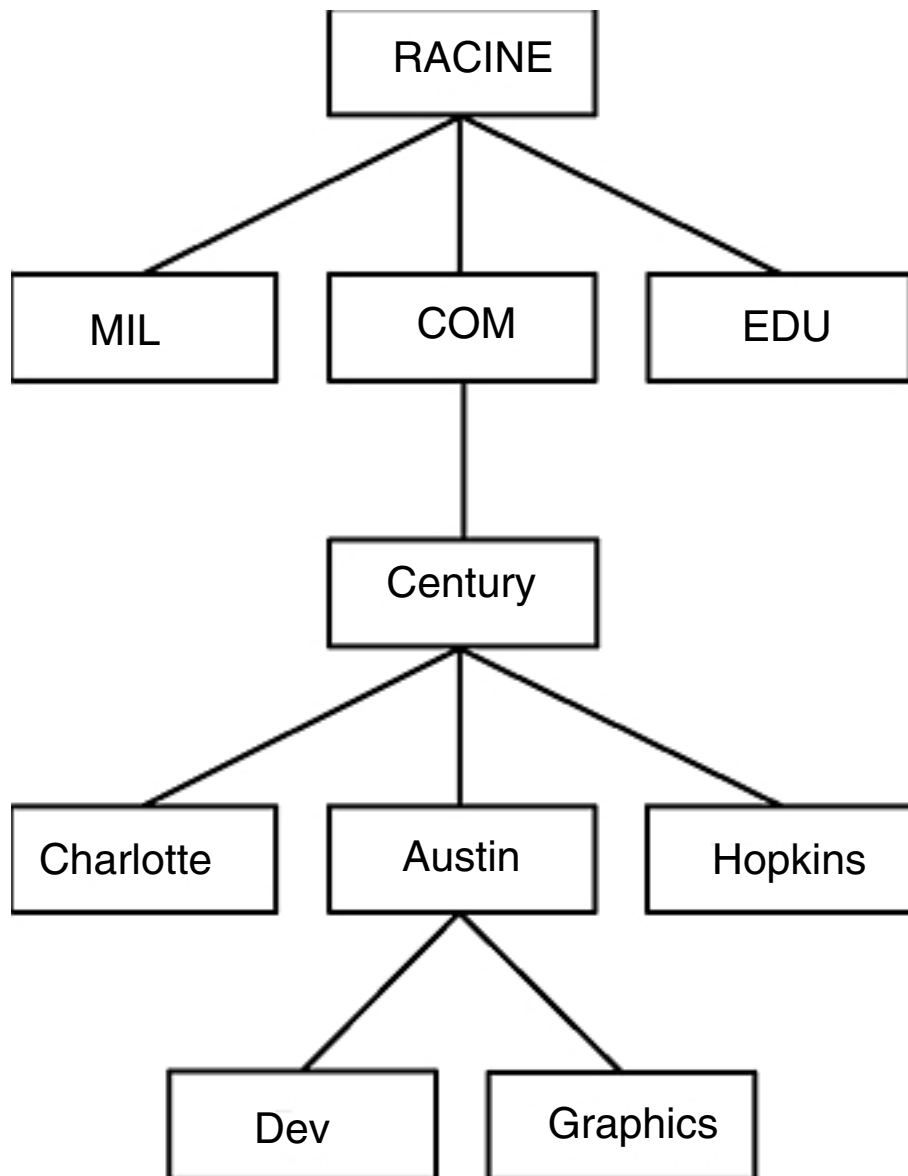 RACINE
MIL
COM
EDU
Century
Charlotte
Austin
Hopkins
Dev
Graphics